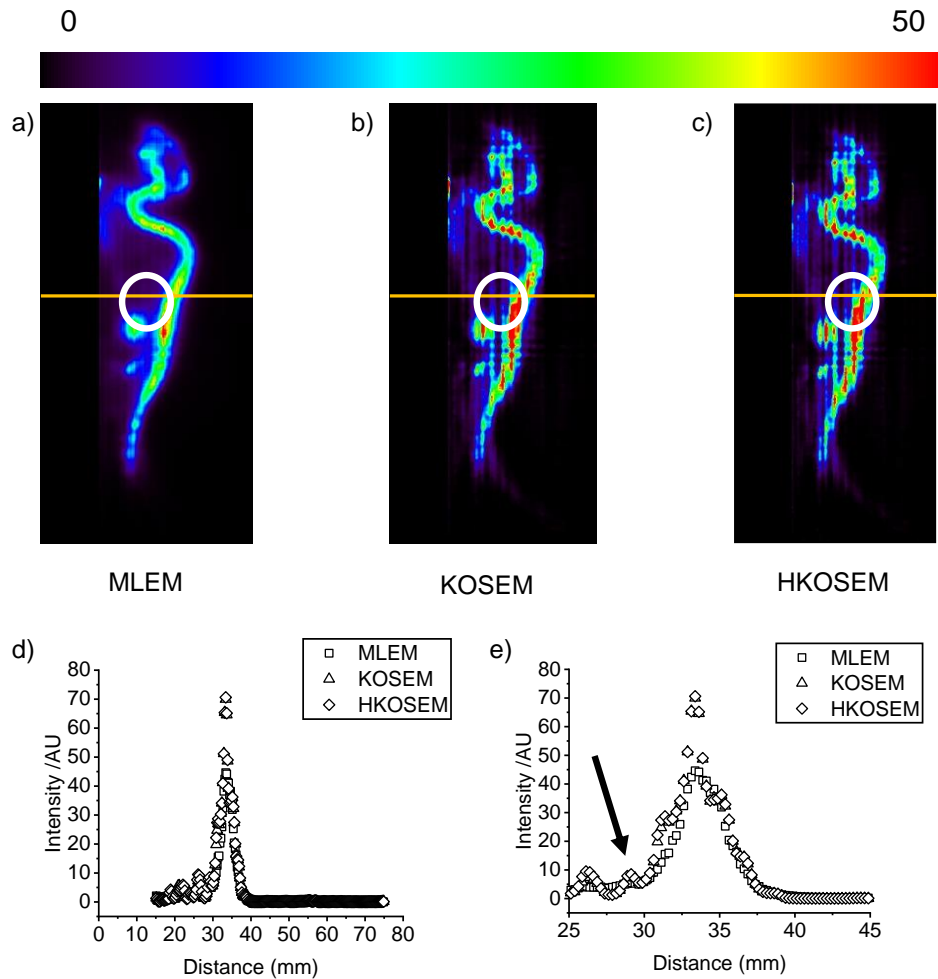 0 50
a) b) c)
MLEM KOSEM HKOSEM
d) e)
MLEM
KOSEM
HKOSEM
80
70
60
50
40
30
20
10
0
Intensity /AU
0 10 20 30 40 50 60 70 80
Distance (mm)
MLEM
KOSEM
HKOSEM
80
70
60
50
40
30
20
10
0
Intensity /AU
25 30 35 40 45
Distance (mm)